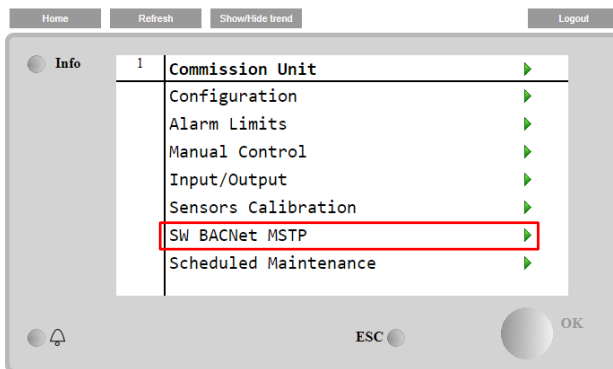 Home Refresh Show/Hide trend Logout
Info 1 Commission Unit
Configuration
Alarm Limits
Manual Control
Input/Output
Sensors Calibration
SW BACNet MSTP
Scheduled Maintenance
ESC OK